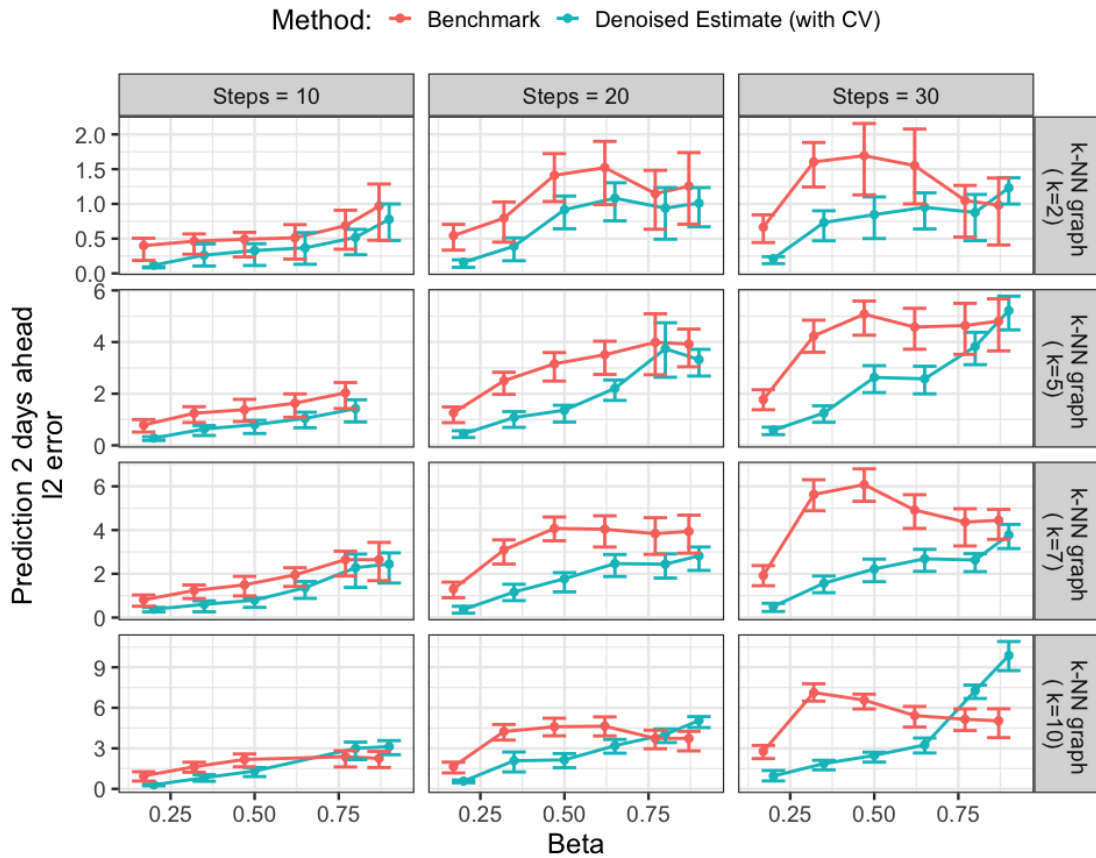 Method: Benchmark Denoised Estimate (with CV)
Steps = 10 Steps = 20 Steps = 30
2.0
1.5
1.0
0.5
0.0
k-NN graph
( k=2)
6
4
2
0
k-NN graph
( k=5)
6
4
2
0
k-NN graph
( k=7)
9
6
3
0
k-NN graph
( k=10)
0.25 0.50 0.75 0.25 0.50 0.75 0.25 0.50 0.75
Beta
Prediction 2 days ahead
l2 error